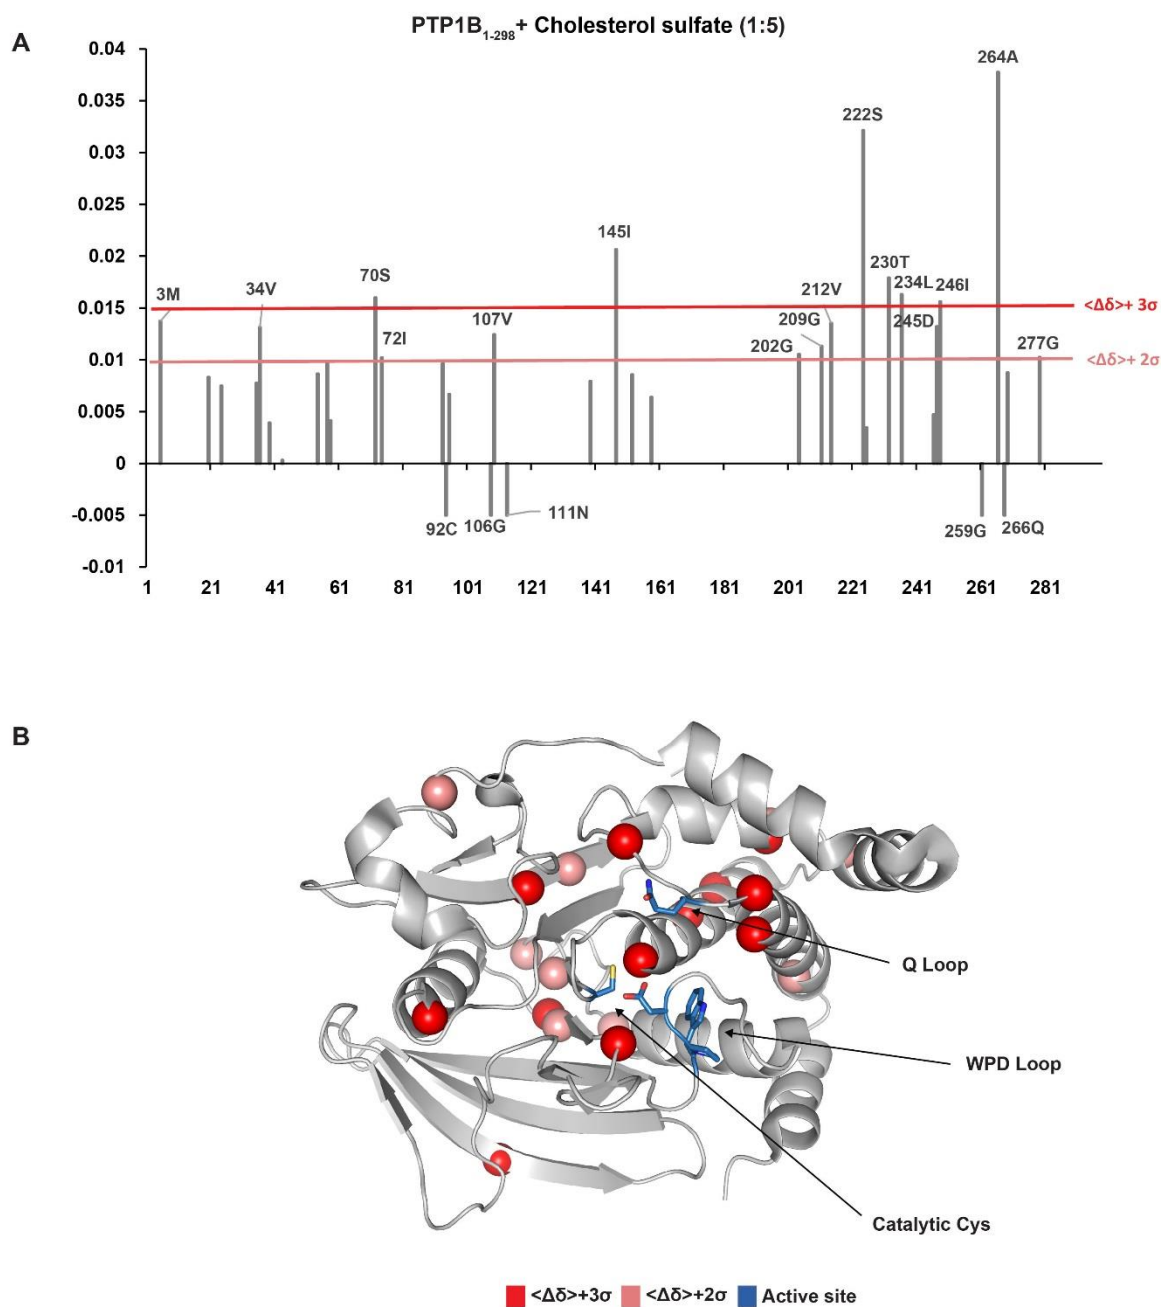 A
PTP1B1-298+ Cholesterol sulfate (1:5)
0.04
0.035
0.03
0.025
0.02
0.015
0.01
0.005
0
-0.005
-0.01
264A
222S
145I
230T
70S
34V
3M
212V
234L
246I
<Δδ>+ 3σ
107V
209G
245D
72I
202G
277G
<Δδ>+ 2σ
92C
106G
111N
259G
266Q
1
21
41
61
81
101
121
141
161
181
201
221
241
261
281
B
Q Loop
WPD Loop
Catalytic Cys
<Δδ>+3σ
<Δδ>+2σ
Active site